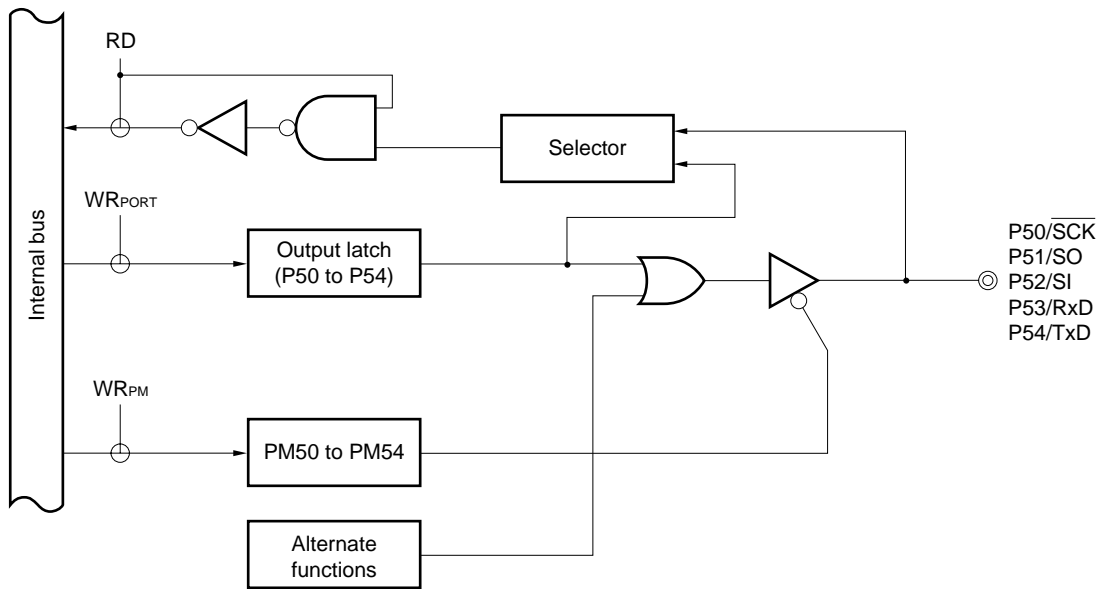 RD
Selector
WRPORT
Internal bus
Output latch
(P50 to P54)
P50/S̅C̅K̅
P51/SO
P52/SI
P53/RxD
P54/TxD
WRPM
PM50 to PM54
Alternate
functions